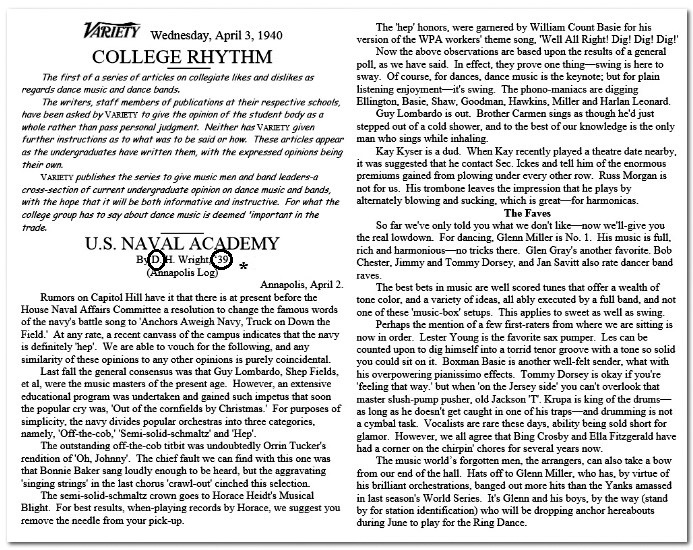 VARIETY Wednesday, April 3, 1940
COLLEGE RHYTHM
The first of a series of articles on collegiate likes and dislikes as
regards dance music and dance bands.
The writers, staff members of publications at their respective schools,
have been asked by VARIETY to give the opinion of the student body as a
whole rather than pass personal judgment. Neither has VARIETY given
further instructions as to what was to be said or how. These articles appear
as the undergraduates have written them, with the expressed opinions being
their own.
VARIETY publishes the series to give music men and band leaders-a
cross-section of current undergraduate opinion on dance music and bands,
with the hope that it will be both informative and instructive. For what the
college group has to say about dance music is deemed 'important in the
trade.
U.S. NAVAL ACADEMY
By D. H. Wright, '39 *
(Annapolis Log)
Annapolis, April 2.
Rumors on Capitol Hill have it that there is at present before the
House Naval Affairs Committee a resolution to change the famous words
of the navy's battle song to 'Anchors Aweigh Navy, Truck on Down the
Field.' At any rate, a recent canvas of the campus indicates that the navy
is definitely 'hep'. We are able to vouch for the following, and any
similarity of these opinions to any other opinions is purely coincidental.
Last fall the general consensus was that Guy Lombardo, Shep Fields,
et al, were the music masters of the present age. However, an extensive
educational program was undertaken and gained such impetus that soon
the popular cry was, 'Out of the cornfields by Christmas.' For purposes of
simplicity, the navy divides popular orchestras into three categories,
namely, 'Off-the-cob,' 'Semi-solid-schmaltz' and 'Hep'.
The outstanding off-the-cob titbit was undoubtedly Orrin Tucker's
rendition of 'Oh, Johnny'. The chief fault we can find with this one was
that Bonnie Baker sang loudly enough to be heard, but the aggravating
'singing strings' in the last chorus 'crawl-out' cinched this selection.
The semi-solid-schmaltz crown goes to Horace Heidt's Musical
Blight. For best results, when-playing records by Horace, we suggest you
remove the needle from your pick-up.
The 'hep' honors, were garnered by William Count Basie for his
version of the WPA workers' theme song, 'Well All Right! Dig! Dig! Dig!'
Now the above observations are based upon the results of a general
poll, as we have said. In effect, they prove one thing—swing is here to
sway. Of course, for dances, dance music is the keynote; but for plain
listening enjoyment—it's swing. The phono-maniacs are digging
Ellington, Basie, Shaw, Goodman, Hawkins, Miller and Harlan Leonard.
Guy Lombardo is out. Brother Carmen sings as though he'd just
stepped out of a cold shower, and to the best of our knowledge is the only
man who sings while inhaling.
Kay Kyser is a dud. When Kay recently played a theatre date nearby,
it was suggested that he contact Sec. Ickes and tell him of the enormous
premiums gained from plowing under every other row. Russ Morgan is
not for us. His trombone leaves the impression that he plays by
alternately blowing and sucking, which is great—for harmonicas.
The Faves
So far we've only told you what we don't like—now we'll-give you
the real lowdown. For dancing, Glenn Miller is No. 1. His music is full,
rich and harmonious—no tricks there. Glen Gray's another favorite. Bob
Chester, Jimmy and Tommy Dorsey, and Jan Savitt also rate dancer band
raves.
The best bets in music are well scored tunes that offer a wealth of
tone color, and a variety of ideas, all ably executed by a full band, and not
one of these 'music-box' setups. This applies to sweet as well as swing.
Perhaps the mention of a few first-raters from where we are sitting is
now in order. Lester Young is the favorite sax pumper. Les can be
counted upon to dig himself into a torrid tenor groove with a tone so solid
you could sit on it. Boxman Basie is another well-felt sender, what with
his overpowering pianissimo effects. Tommy Dorsey is okay if you're
'feeling that way.' but when 'on the Jersey side' you can't overlook that
master slush-pump pusher, old Jackson 'T'. Krupa is king of the drums—
as long as he doesn't get caught in one of his traps—and drumming is not
a cymbal task. Vocalists are rare these days, ability being sold short for
glamor. However, we all agree that Bing Crosby and Ella Fitzgerald have
had a corner on the chirpin' chores for several years now.
The music world's forgotten men, the arrangers, can also take a bow
from our end of the hall. Hats off to Glenn Miller, who has, by virtue of
his brilliant orchestrations, banged out more hits than the Yanks amassed
in last season's World Series. It's Glenn and his boys, by the way (stand
by for station identification) who will be dropping anchor hereabouts
during June to play for the Ring Dance.